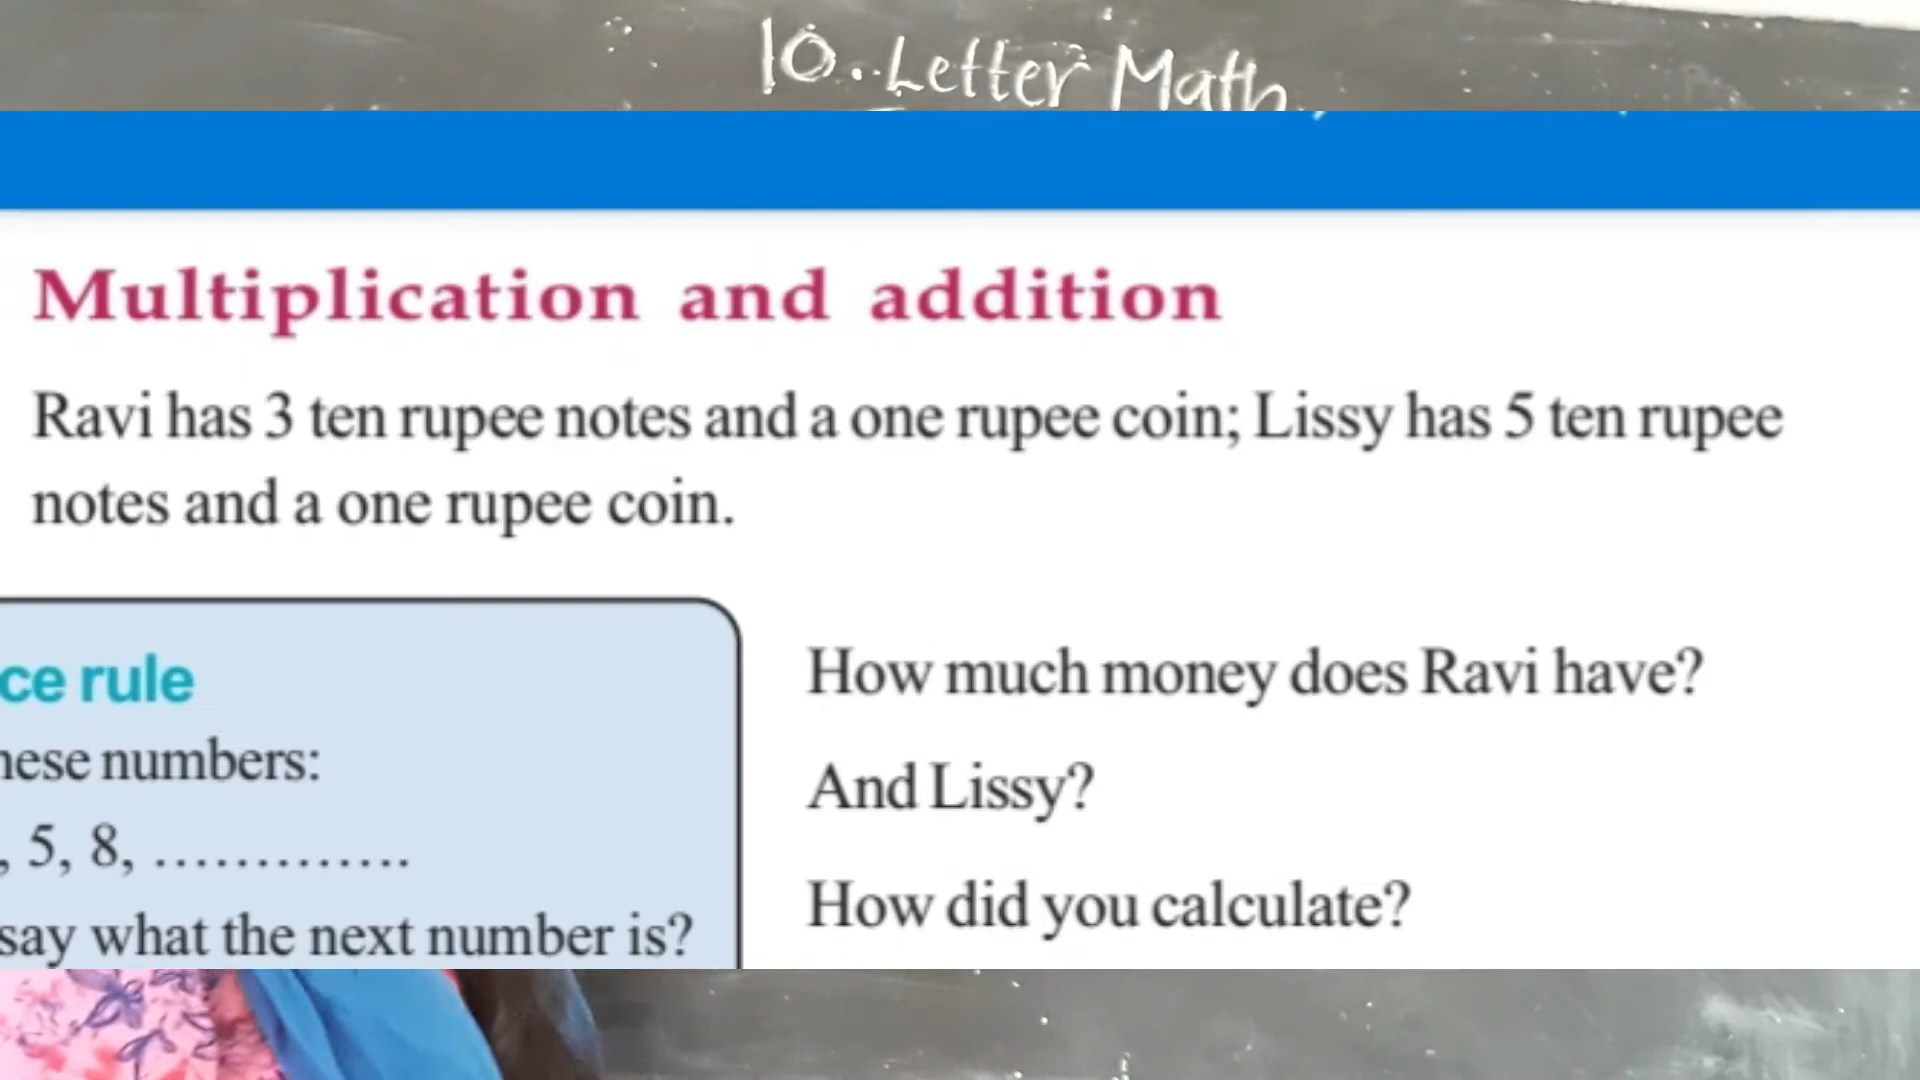 10. Letter Math
Multiplication and addition
Ravi has 3 ten rupee notes and a one rupee coin; Lissy has 5 ten rupee
notes and a one rupee coin.
ce rule
hese numbers:
, 5, 8, .............
say what the next number is?
How much money does Ravi have?
And Lissy?
How did you calculate?